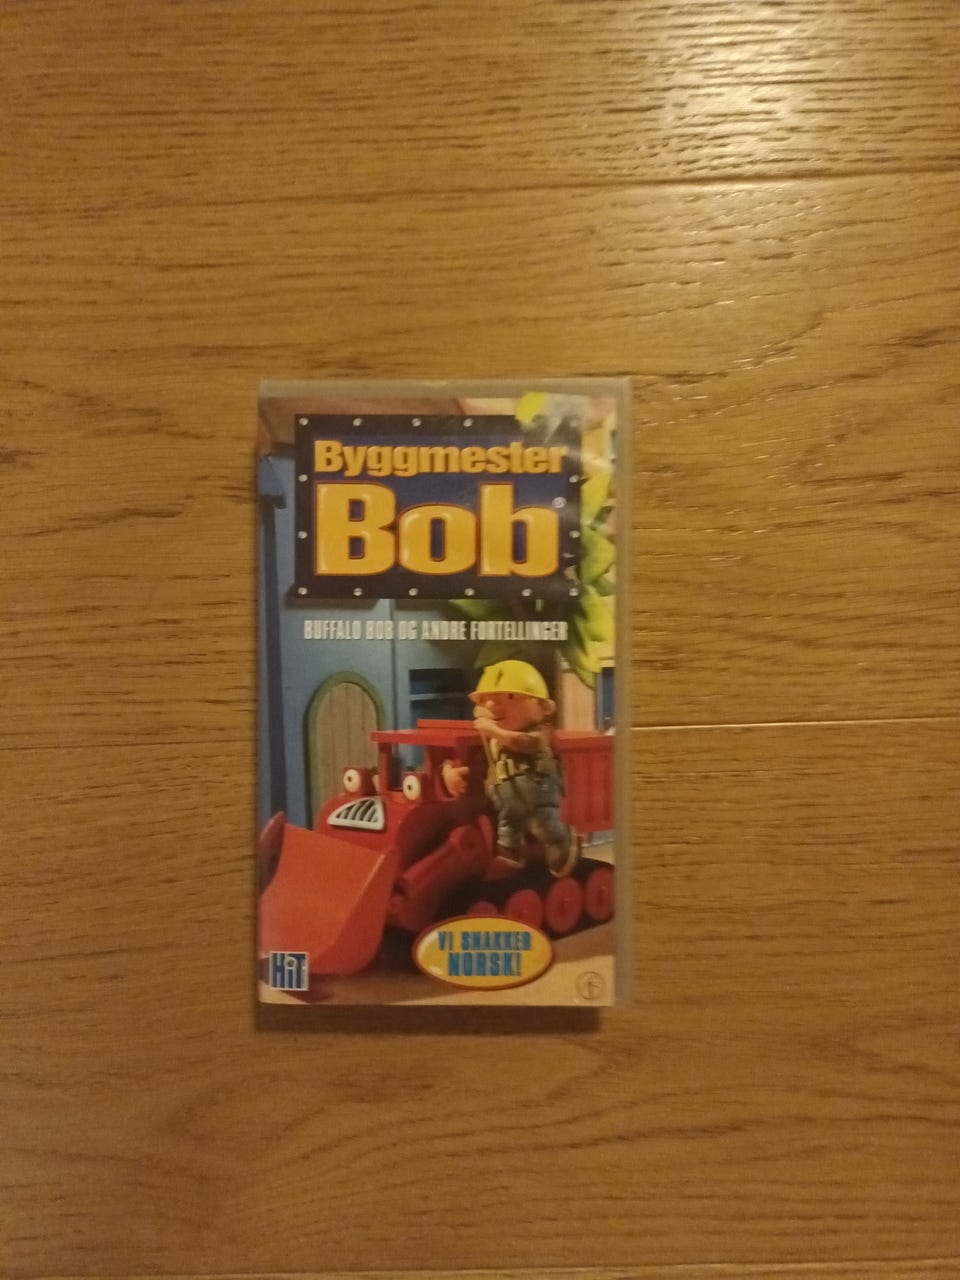 Byggmester
Bob®
BUFFALO BOB OG ANDRE FORTELLINGER
VI SNAKKER
NORSK!
HiT